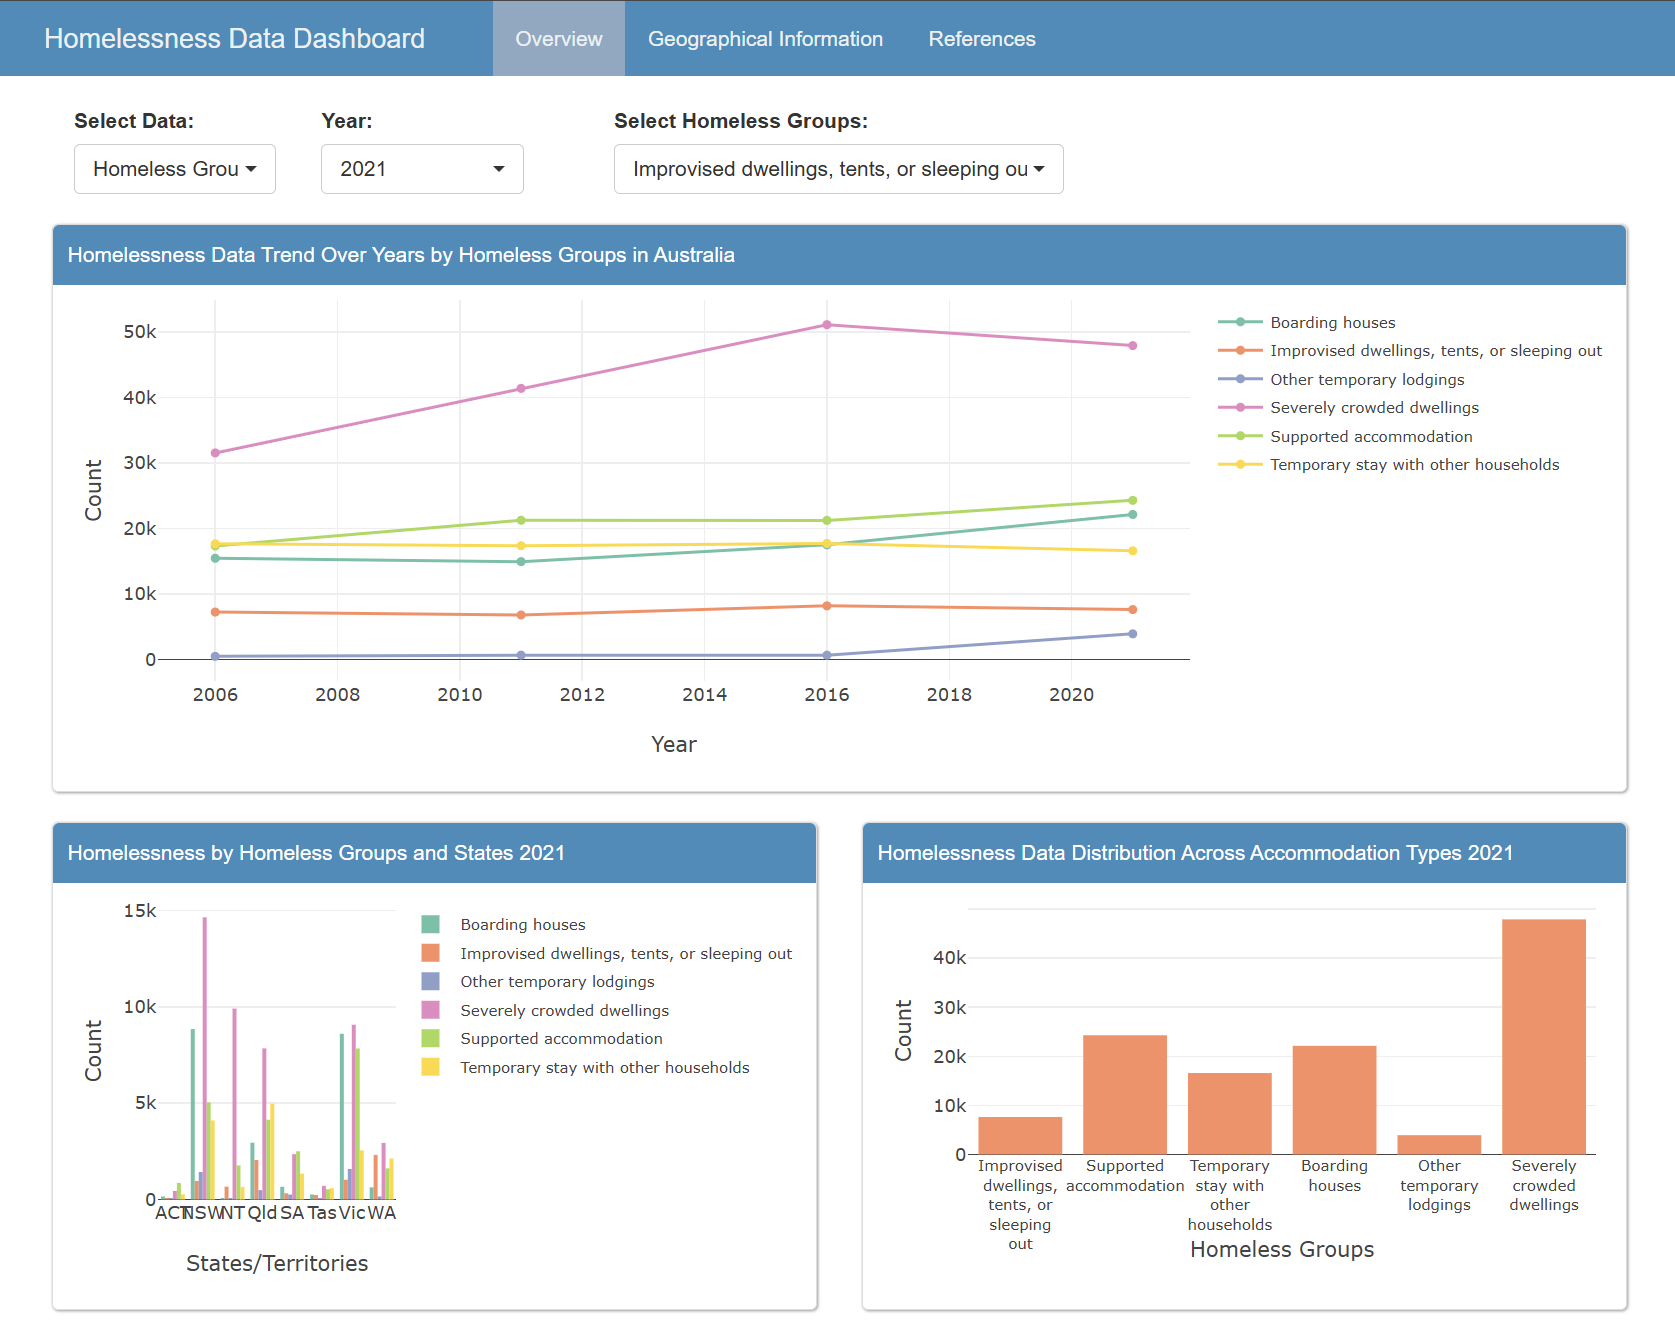 Homelessness Data Dashboard
Overview
Geographical Information
References
Select Data:
Year:
Select Homeless Groups:
Homeless Grou
2021
Improvised dwellings, tents, or sleeping ou
Homelessness Data Trend Over Years by Homeless Groups in Australia
50k
40k
30k
20k
10k
0
Count
2006 2008 2010 2012 2014 2016 2018 2020
Year
Boarding houses
Improvised dwellings, tents, or sleeping out
Other temporary lodgings
Severely crowded dwellings
Supported accommodation
Temporary stay with other households
Homelessness by Homeless Groups and States 2021
15k
10k
5k
0
Count
ACT NSW NT Qld SA Tas Vic WA
States/Territories
Boarding houses
Improvised dwellings, tents, or sleeping out
Other temporary lodgings
Severely crowded dwellings
Supported accommodation
Temporary stay with other households
Homelessness Data Distribution Across Accommodation Types 2021
40k
30k
20k
10k
0
Count
Improvised
dwellings,
tents, or
sleeping
out
Supported
accommodation
Temporary
stay with
other
households
Boarding
houses
Other
temporary
lodgings
Severely
crowded
dwellings
Homeless Groups